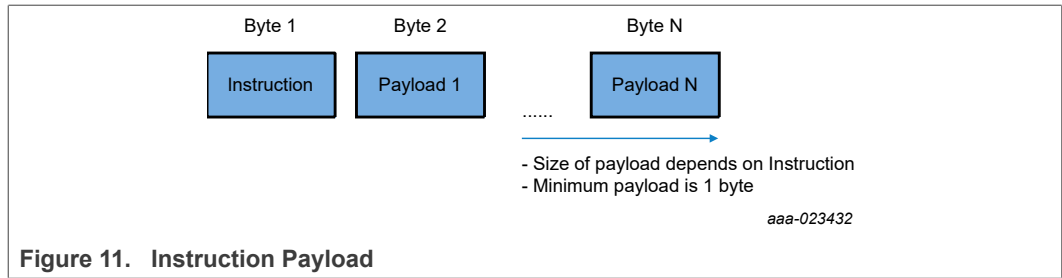 Byte 1 Byte 2 Byte N
Instruction Payload 1 Payload N
......
- Size of payload depends on Instruction
- Minimum payload is 1 byte
aaa-023432
Figure 11. Instruction Payload